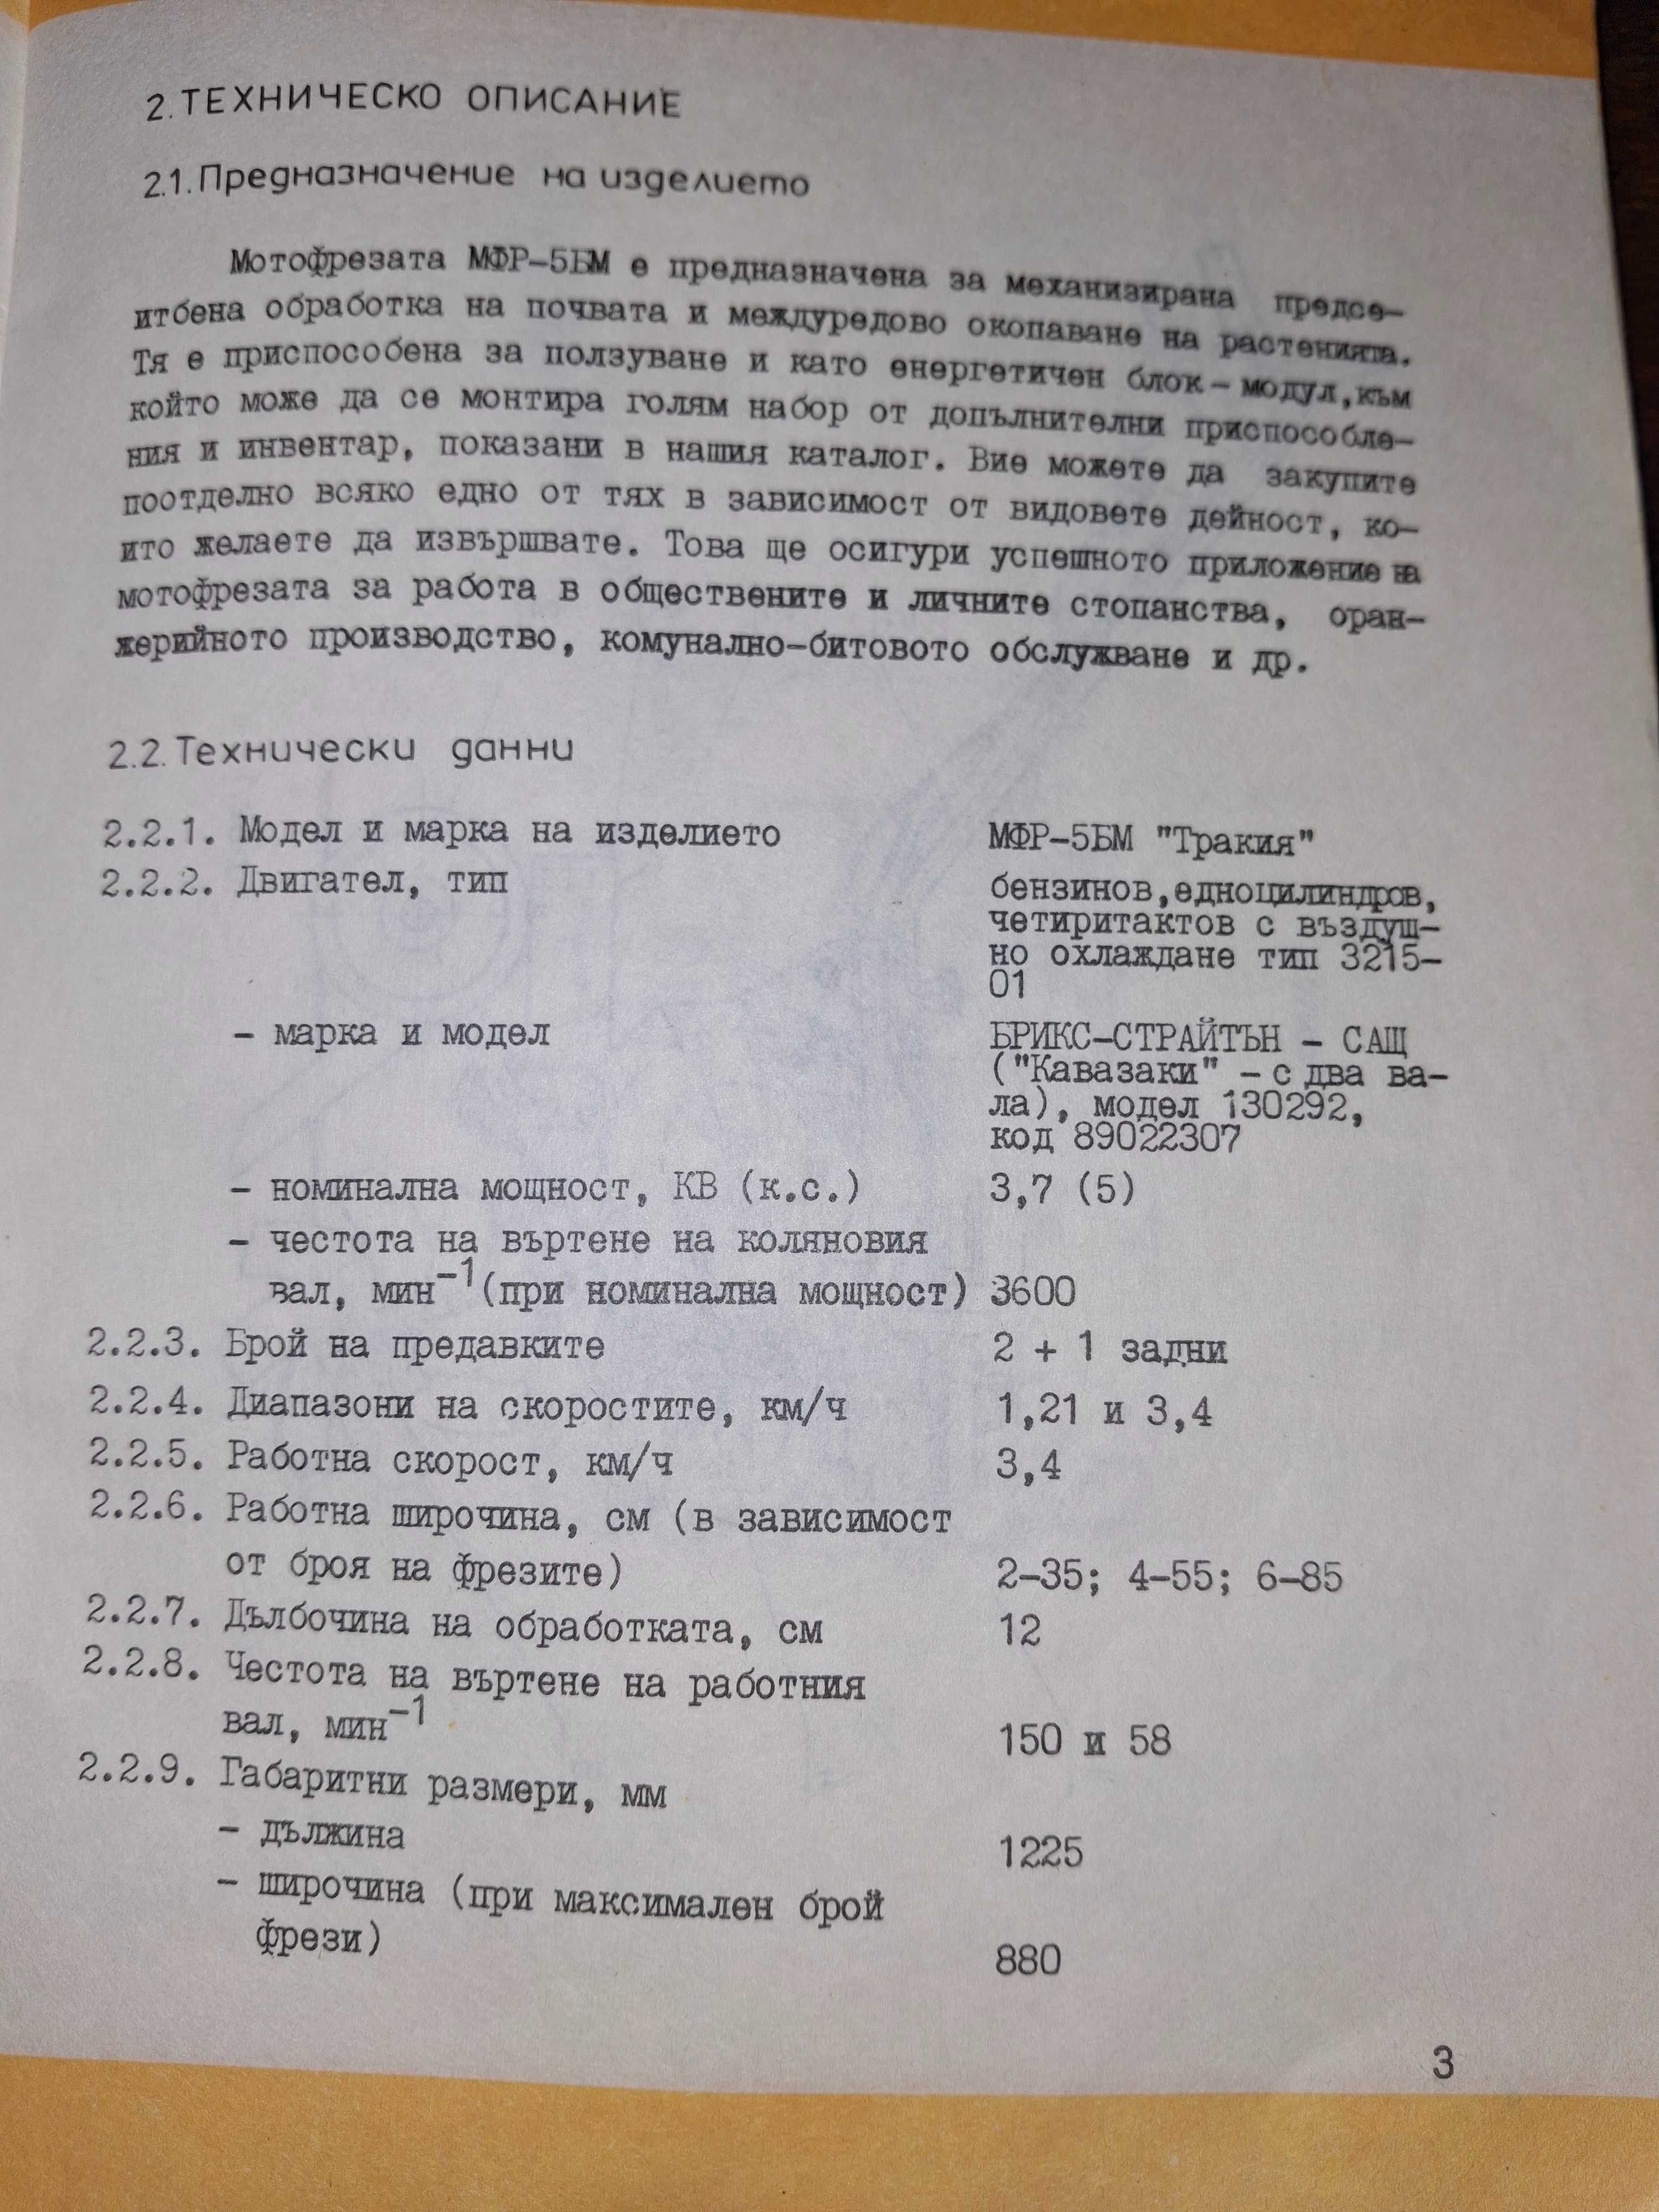 2. ТЕХНИЧЕСКО ОПИСАНИЕ
2.1. Предназначение на изделието
Мотофрезата МФР-5БМ е предназначена за механизирана предсе-
итбена обработка на почвата и междуредово окопаване на растенията.
Тя е приспособена за ползуване и като енергетичен блок - модул, към
който може да се монтира голям набор от допълнителни приспособле-
ния и инвентар, показани в нашия каталог. Вие можете да закупите
поотделно всяко едно от тях в зависимост от видовете дейност, ко-
ито желаете да извършвате. Това ще осигури успешното приложение на
мотофрезата за работа в обществените и личните стопанства, оран-
жерийното производство, комунално-битовото обслужване и др.
2.2. Технически данни
2.2.1. Модел и марка на изделието МФР-5БМ "Тракия"
2.2.2. Двигател, тип бензинов, едноцилиндров,
четиритактов с въздуш-
но охлаждане тип 3215-
01
- марка и модел БРИКС-СТРАЙТЪН - САЩ
("Кавазаки" - с два ва-
ла), модел 130292,
код 89022307
- номинална мощност, КВ (к.с.) 3,7 (5)
- честота на въртене на коляновия
вал, мин⁻¹ (при номинална мощност) 3600
2.2.3. Брой на предавките 2 + 1 задни
2.2.4. Диапазони на скоростите, км/ч 1,21 и 3,4
2.2.5. Работна скорост, км/ч 3,4
2.2.6. Работна широчина, см (в зависимост
от броя на фрезите) 2-35; 4-55; 6-85
2.2.7. Дълбочина на обработката, см 12
2.2.8. Честота на въртене на работния
вал, мин⁻¹ 150 и 58
2.2.9. Габаритни размери, мм
- дължина 1225
- широчина (при максимален брой
фрези) 880
3